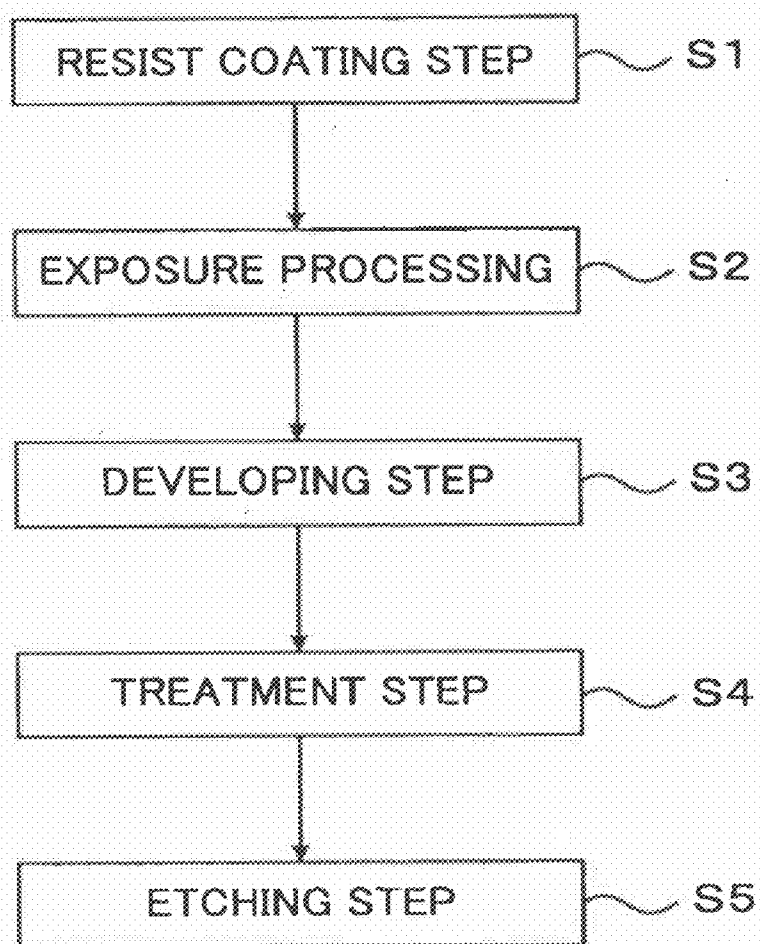 RESIST COATING STEP S1
EXPOSURE PROCESSING S2
DEVELOPING STEP S3
TREATMENT STEP S4
ETCHING STEP S5